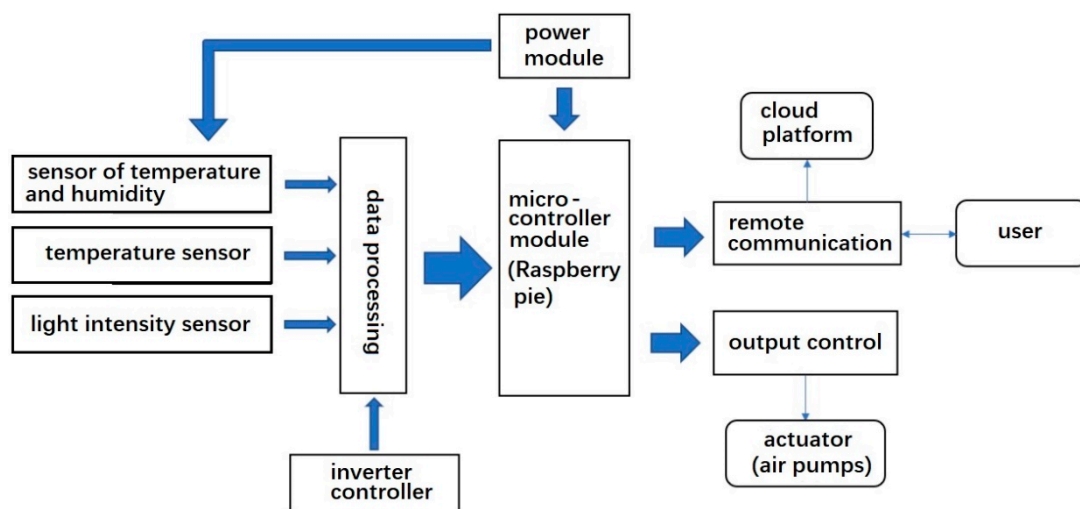 power
module
cloud
platform
sensor of temperature
and humidity
temperature sensor
light intensity sensor
data processing
micro-
controller
module
(Raspberry
pie)
remote
communication
user
output control
actuator
(air pumps)
inverter
controller